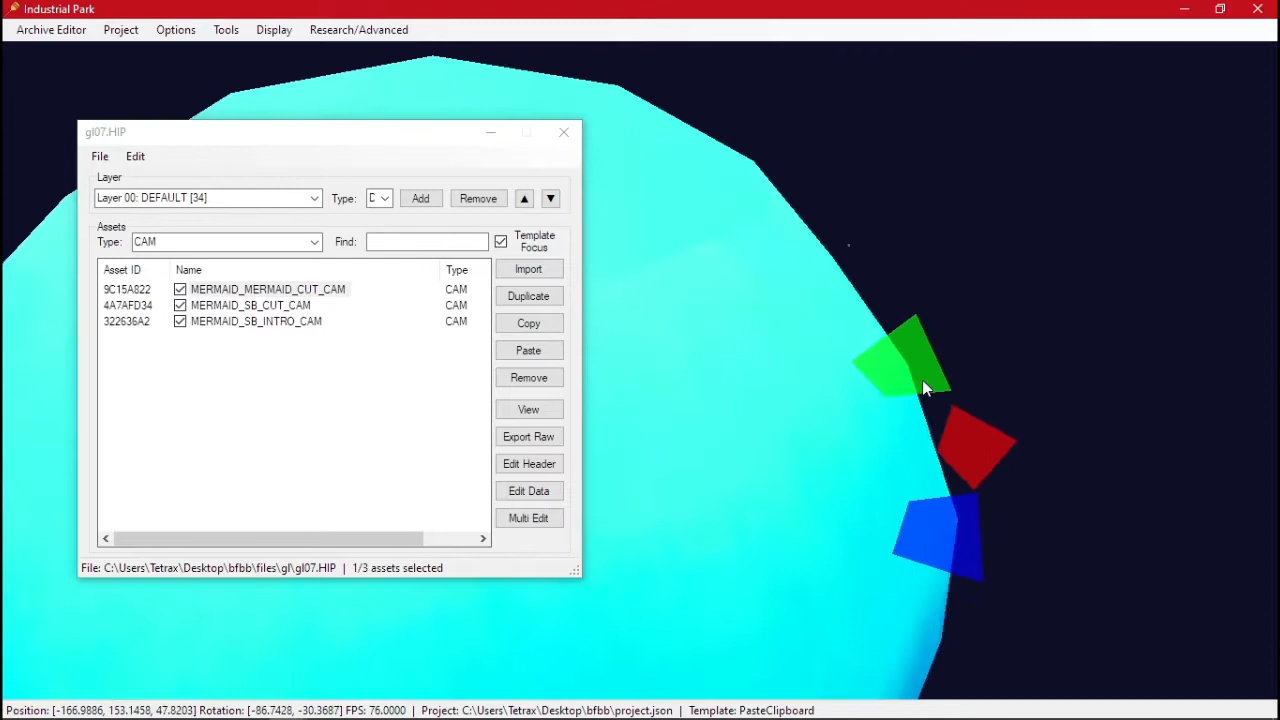 Industrial Park
Archive Editor Project Options Tools Display Research/Advanced
gl07.HIP
File Edit
Layer
Layer 00: DEFAULT [34] Type: D Add Remove ▲ ▼
Assets
Type: CAM Find: Template Focus
Asset ID Name Type
9C15A822 MERMAID_MERMAID_CUT_CAM CAM
4A7AFD34 MERMAID_SB_CUT_CAM CAM
322636A2 MERMAID_SB_INTRO_CAM CAM
Import
Duplicate
Copy
Paste
Remove
View
Export Raw
Edit Header
Edit Data
Multi Edit
File: C:\Users\Tetrax\Desktop\bfbb\files\gl\gl07.HIP | 1/3 assets selected
Position: [-166.9886, 153.1458, 47.8203] Rotation: [-86.7428, -30.3687] FPS: 76.0000 | Project: C:\Users\Tetrax\Desktop\bfbb\project.json | Template: PasteClipboard